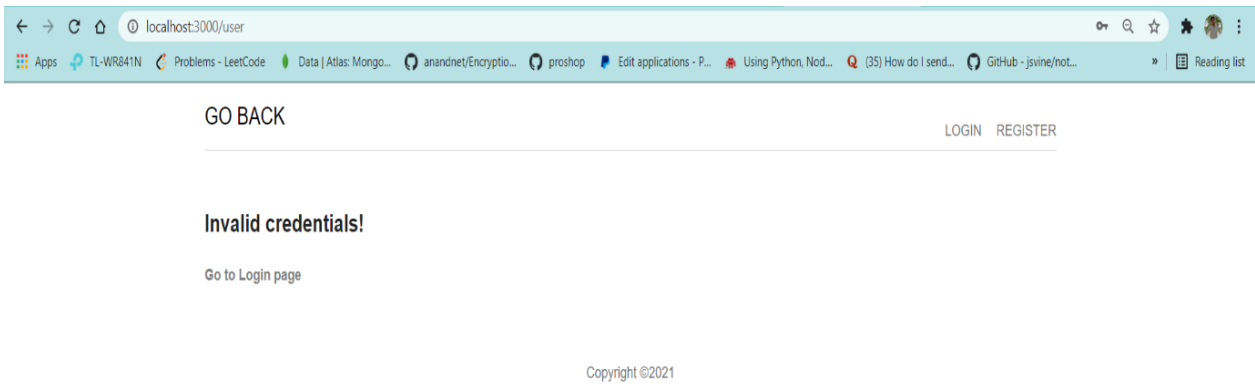 localhost:3000/user
Apps TL-WR841N Problems - LeetCode Data | Atlas: Mongo... anandnet/Encryptio... proshop Edit applications - P... Using Python, Nod... (35) How do I send... GitHub - jsvine/not... » Reading list
GO BACK
LOGIN REGISTER
Invalid credentials!
Go to Login page
Copyright ©2021